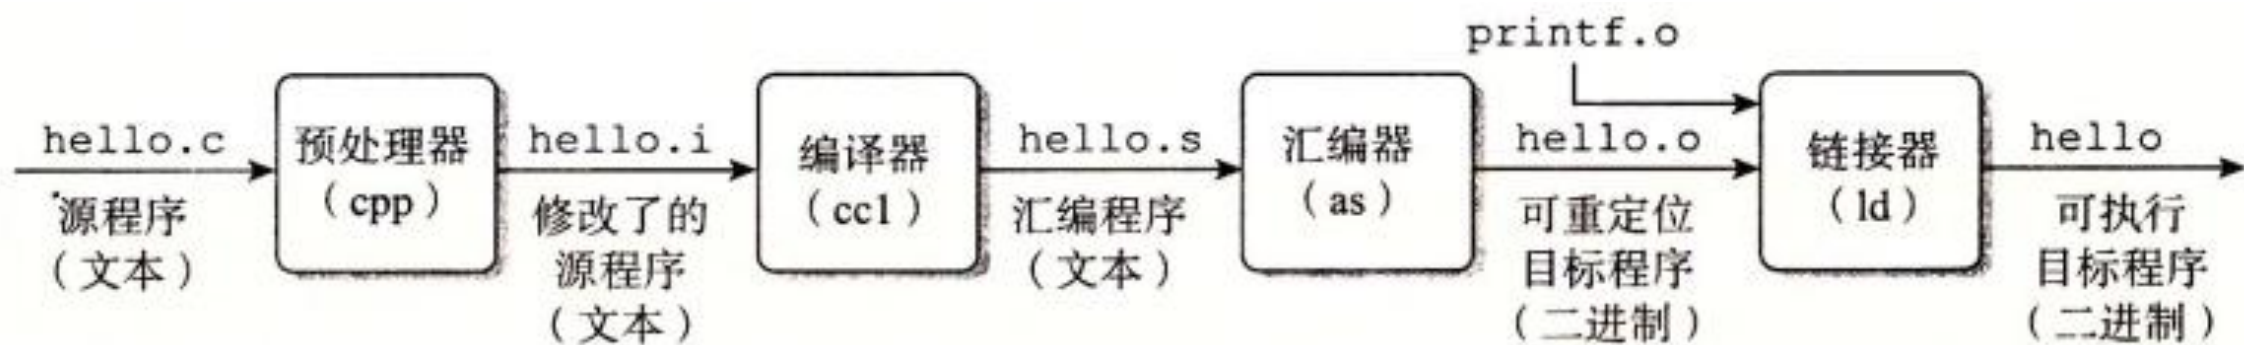 printf.o
hello.c
预处理器
(cpp)
hello.i
编译器
(cc1)
hello.s
汇编器
(as)
hello.o
链接器
(ld)
hello
源程序
(文本)
修改了的
源程序
(文本)
汇编程序
(文本)
可重定位
目标程序
(二进制)
可执行
目标程序
(二进制)